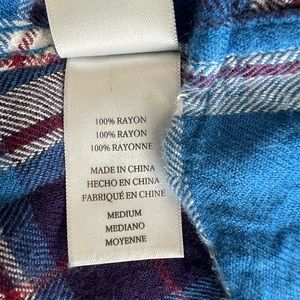 100% RAYON
100% RAYON
100% RAYONNE
MADE IN CHINA
HECHO EN CHINA
FABRIQUÉ EN CHINE
MEDIUM
MEDIANO
MOYENNE